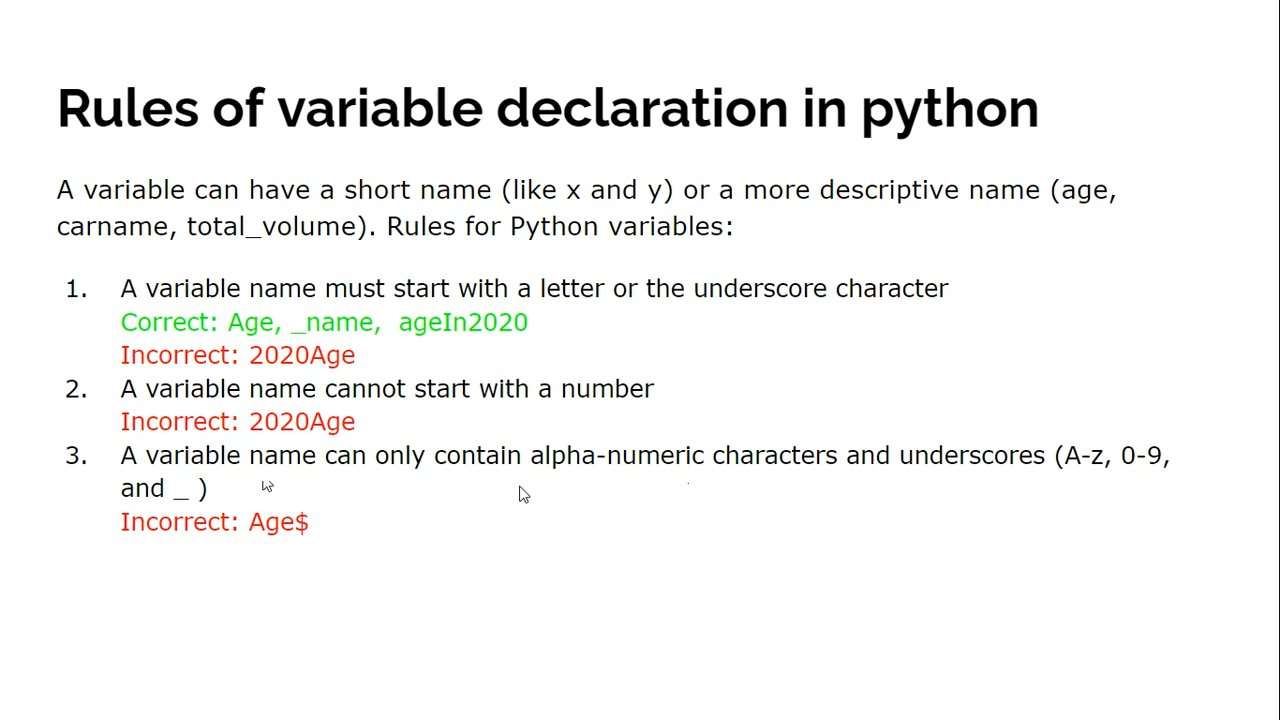 Rules of variable declaration in python
A variable can have a short name (like x and y) or a more descriptive name (age,
carname, total_volume). Rules for Python variables:
1. A variable name must start with a letter or the underscore character
Correct: Age, _name,  ageIn2020
Incorrect: 2020Age
2. A variable name cannot start with a number
Incorrect: 2020Age
3. A variable name can only contain alpha-numeric characters and underscores (A-z, 0-9,
and _ )
Incorrect: Age$